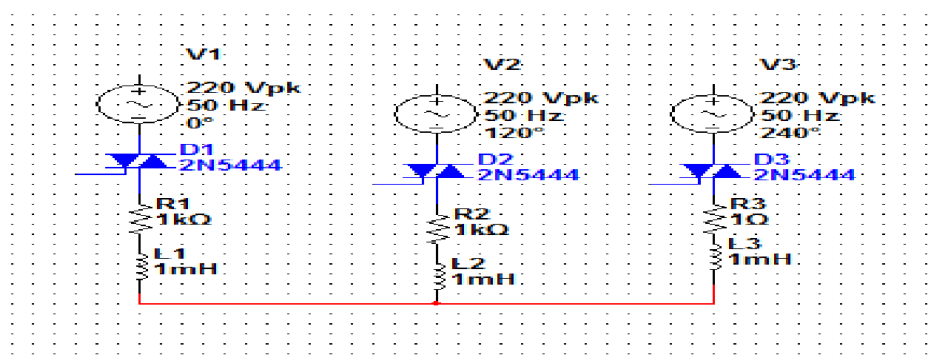 V1
220 Vpk
50 Hz
0°
D1
2N5444
R1
1kΩ
L1
1mH
V2
220 Vpk
50 Hz
120°
D2
2N5444
R2
1kΩ
L2
1mH
V3
220 Vpk
50 Hz
240°
D3
2N5444
R3
1Ω
L3
1mH